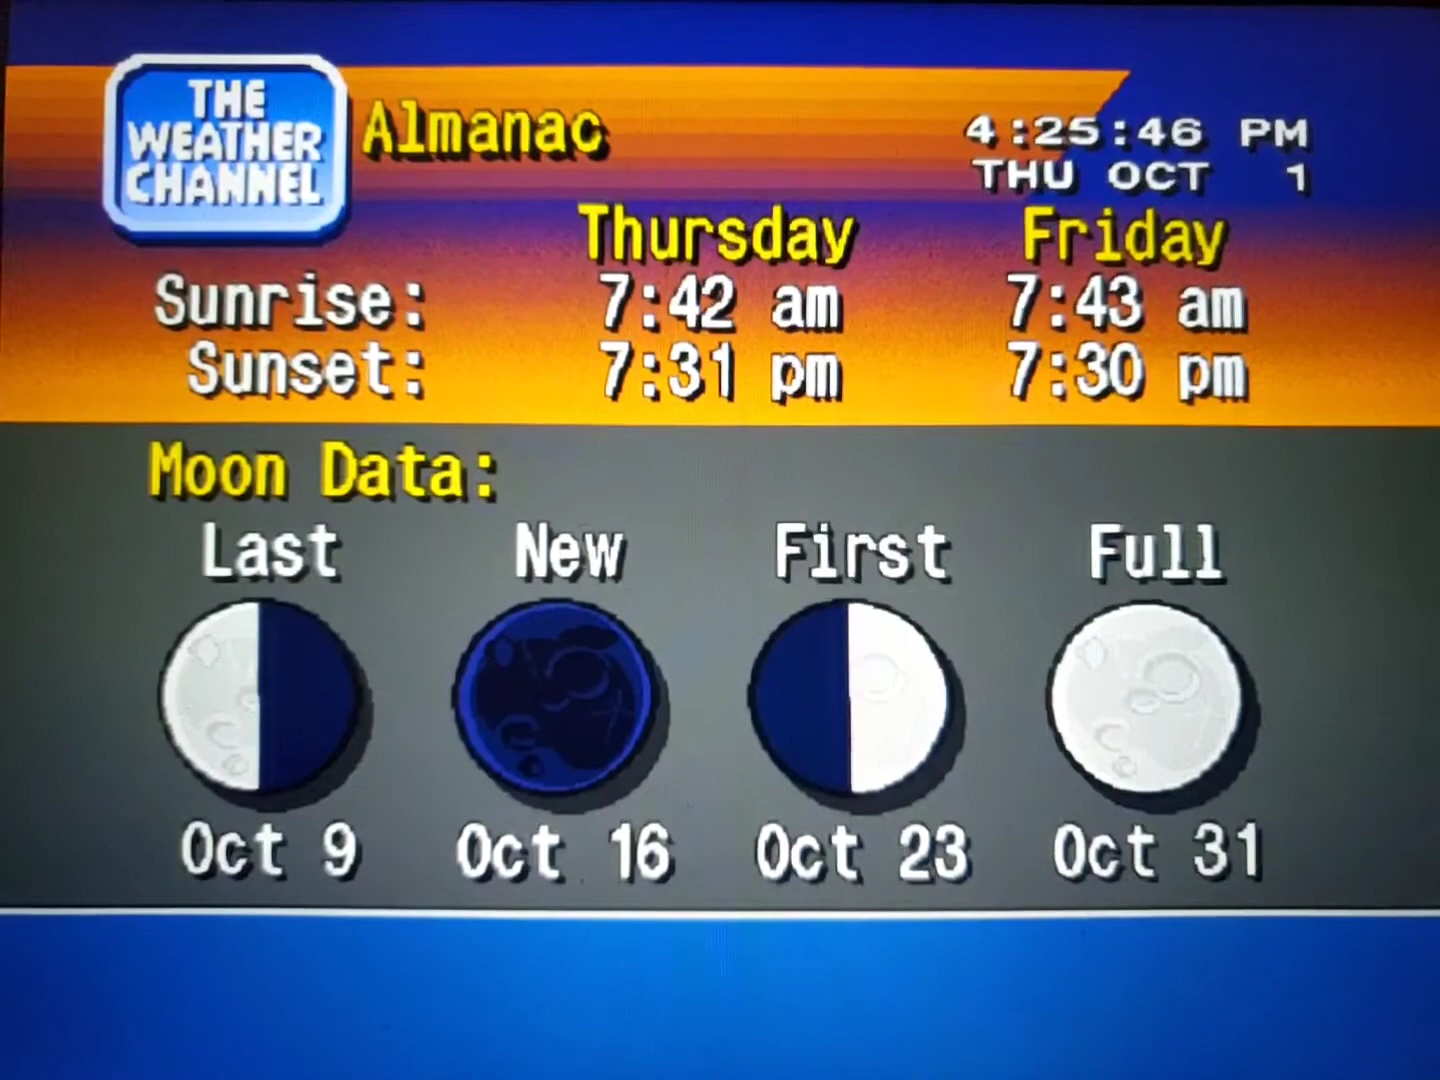 THE
WEATHER
CHANNEL
Almanac
4:25:46 PM
THU OCT 1
Thursday Friday
Sunrise: 7:42 am 7:43 am
Sunset: 7:31 pm 7:30 pm
Moon Data:
Last New First Full
Oct 9 Oct 16 Oct 23 Oct 31